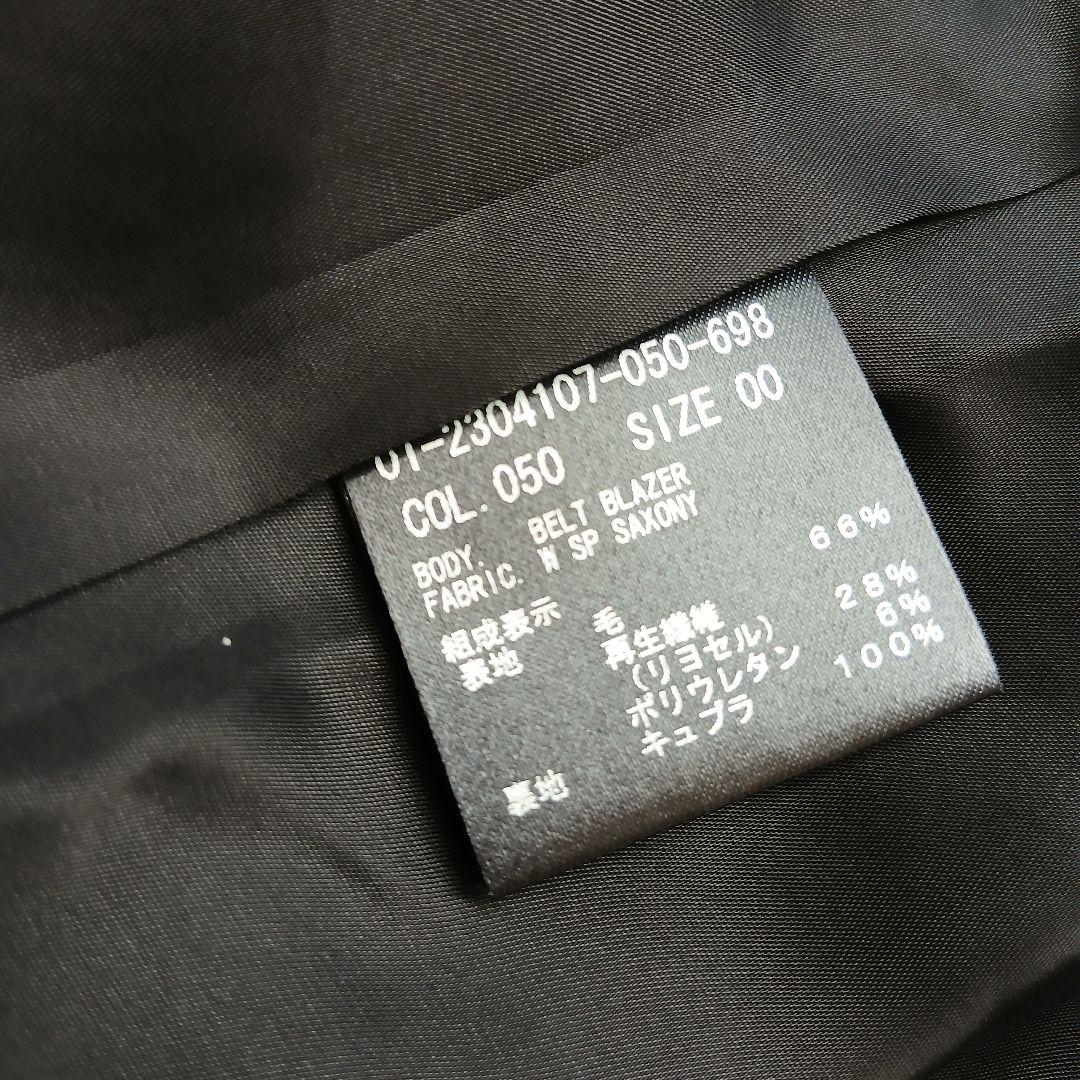 01-2304107-050-698
COL. 050 SIZE 00
BODY. BELT BLAZER
FABRIC. W SP SAXONY
組成表示
表地 毛 66%
再生繊維
(リヨセル) 28%
ポリウレタン 6%
裏地 キュプラ 100%